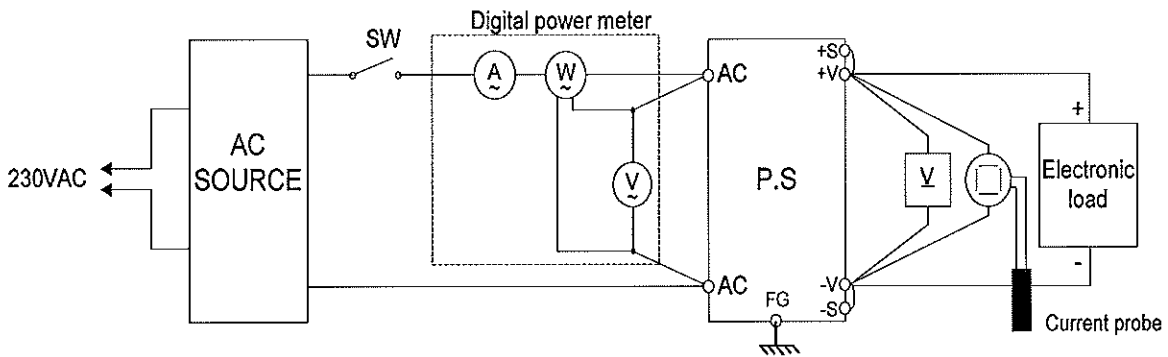 Digital power meter
SW
A
~
W
~
V
~
230VAC
AC
SOURCE
AC
AC
P.S
FG
+S
+V
-V
-S
V
+
-
Electronic
load
Current probe